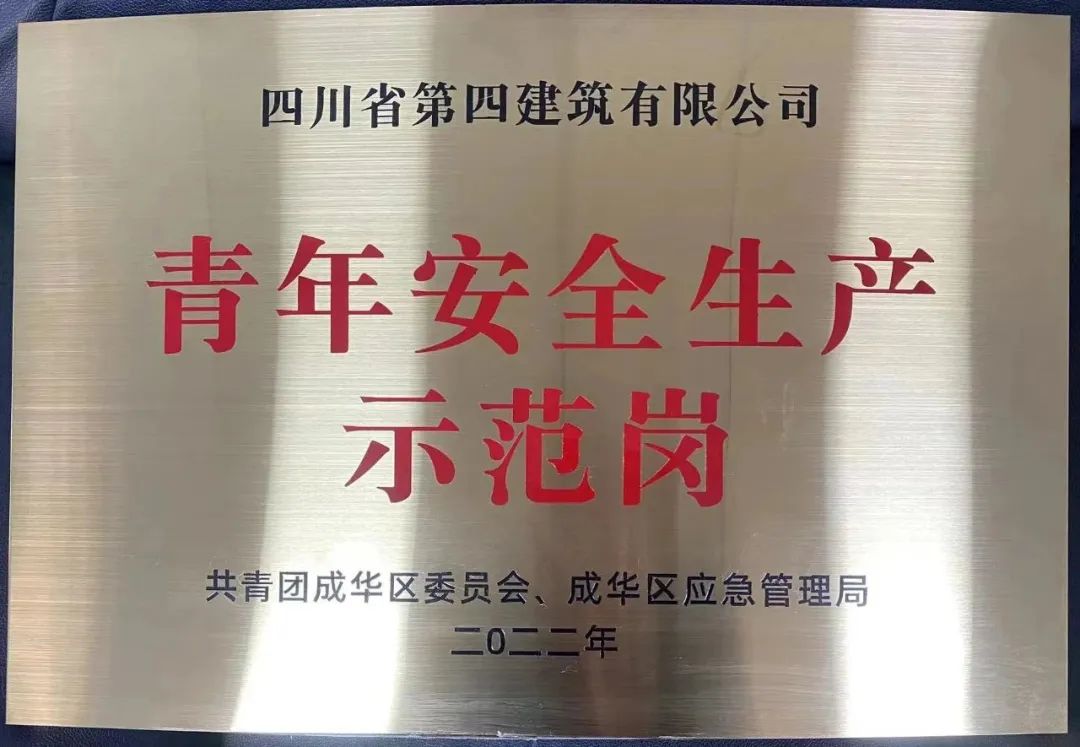 四川省第四建筑有限公司
青年安全生产
示范岗
共青团成华区委员会、成华区应急管理局
二0二二年